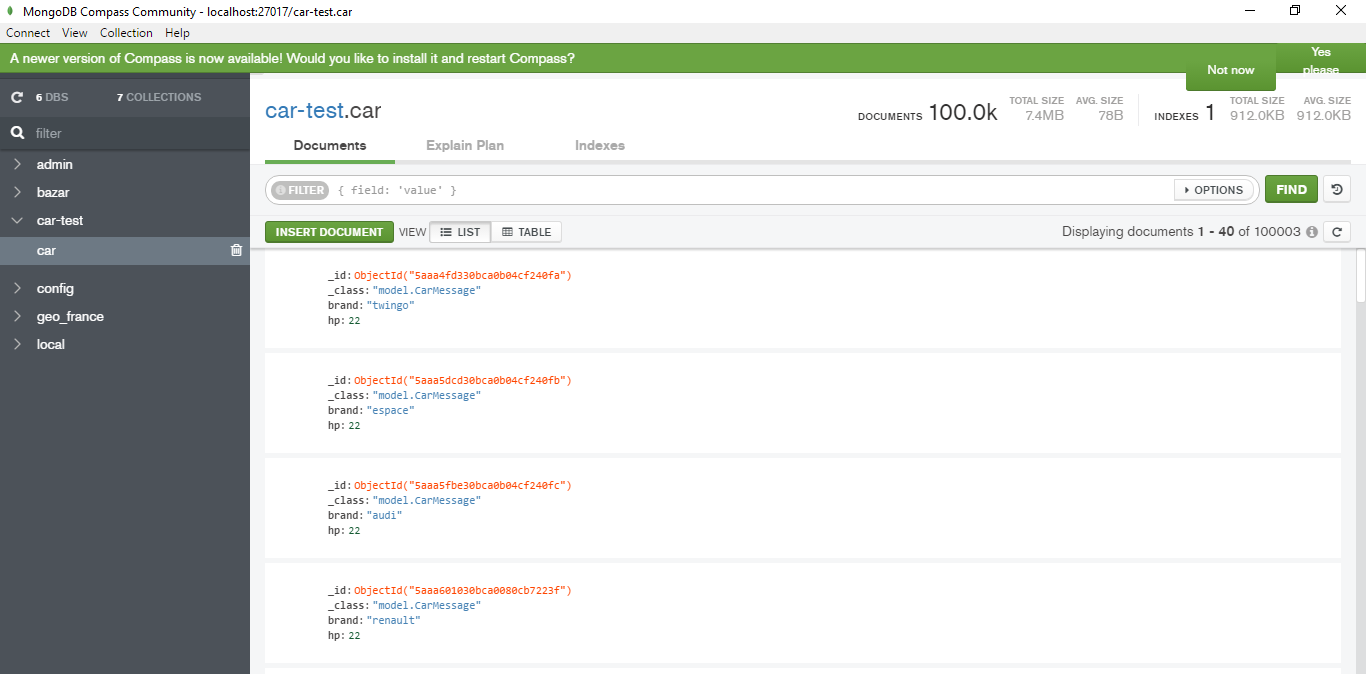 MongoDB Compass Community - localhost:27017/car-test.car
Connect View Collection Help
A newer version of Compass is now available! Would you like to install it and restart Compass?
Not now
Yes please
6 DBS 7 COLLECTIONS
filter
admin
bazar
car-test
car
config
geo_france
local
car-test.car
DOCUMENTS 100.0k
TOTAL SIZE 7.4MB
AVG. SIZE 78B
INDEXES 1
TOTAL SIZE 912.0KB
AVG. SIZE 912.0KB
Documents Explain Plan Indexes
FILTER { field: 'value' } OPTIONS FIND
INSERT DOCUMENT VIEW LIST TABLE Displaying documents 1 - 40 of 100003
_id: ObjectId("5aaa4fd330bca0b04cf240fa")
_class: "model.CarMessage"
brand: "twingo"
hp: 22
_id: ObjectId("5aaa5dcd30bca0b04cf240fb")
_class: "model.CarMessage"
brand: "espace"
hp: 22
_id: ObjectId("5aaa5fbe30bca0b04cf240fc")
_class: "model.CarMessage"
brand: "audi"
hp: 22
_id: ObjectId("5aaa601030bca0080cb7223f")
_class: "model.CarMessage"
brand: "renault"
hp: 22